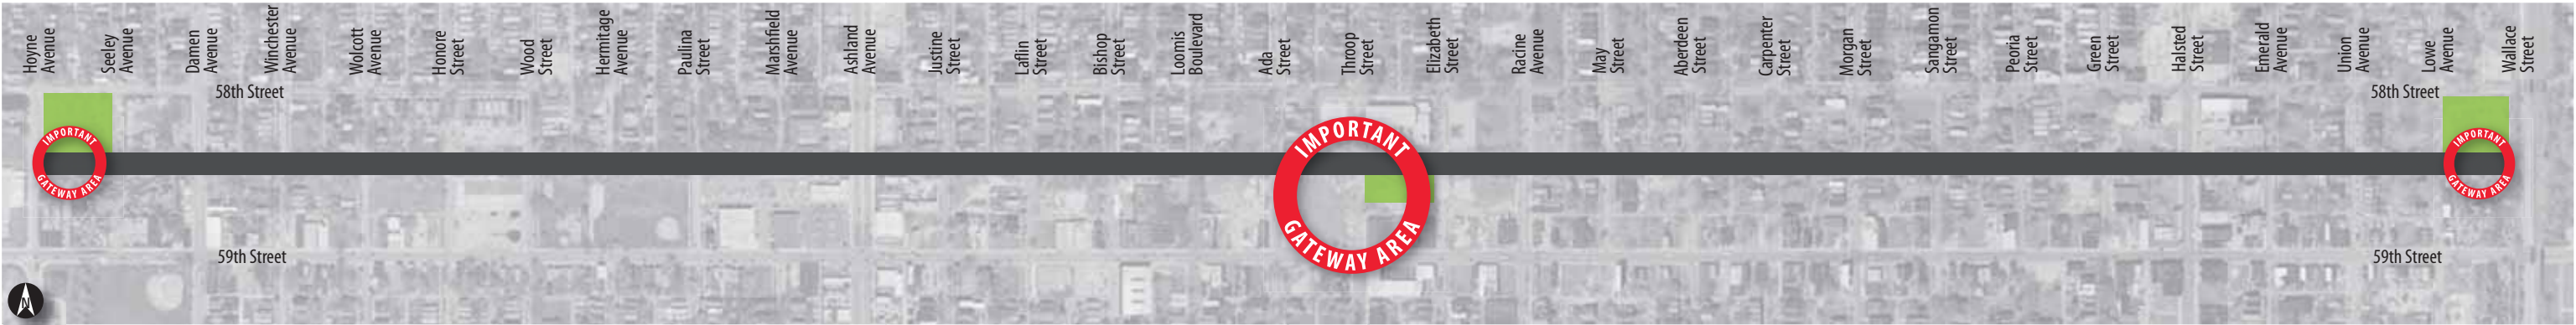 Hoyne
Avenue
Seeley
Avenue
Damen
Avenue
Winchester
Avenue
Wolcott
Avenue
Honore
Street
Wood
Street
Hermitage
Avenue
Paulina
Street
Marshfield
Avenue
Ashland
Avenue
Justine
Street
Laflin
Street
Bishop
Street
Loomis
Boulevard
Ada
Street
Throop
Street
Elizabeth
Street
Racine
Avenue
May
Street
Aberdeen
Street
Carpenter
Street
Morgan
Street
Sangamon
Street
Peoria
Street
Green
Street
Halsted
Street
Emerald
Avenue
Union
Avenue
Lowe
Avenue
Wallace
Street
58th Street
58th Street
IMPORTANT
GATEWAY AREA
IMPORTANT
GATEWAY AREA
IMPORTANT
GATEWAY AREA
59th Street
59th Street
N